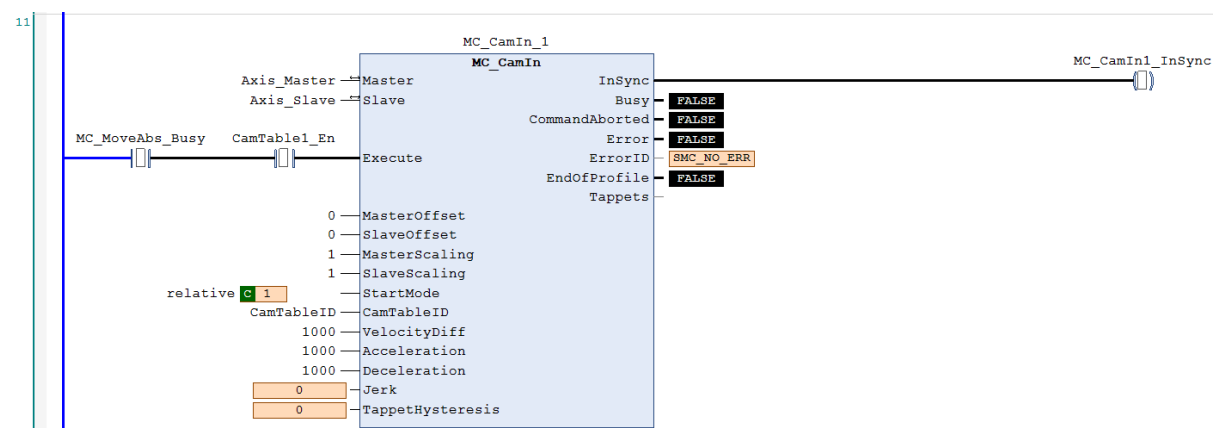 11
MC_CamIn_1
MC_CamIn
MC_CamIn1_InSync
Axis_Master Master InSync
Axis_Slave Slave Busy FALSE
CommandAborted FALSE
MC_MoveAbs_Busy CamTable1_En Error FALSE
Execute ErrorID SMC_NO_ERR
EndOfProfile FALSE
Tappets
0 MasterOffset
0 SlaveOffset
1 MasterScaling
1 SlaveScaling
relative C 1 StartMode
CamTableID CamTableID
1000 VelocityDiff
1000 Acceleration
1000 Deceleration
0 Jerk
0 TappetHysteresis